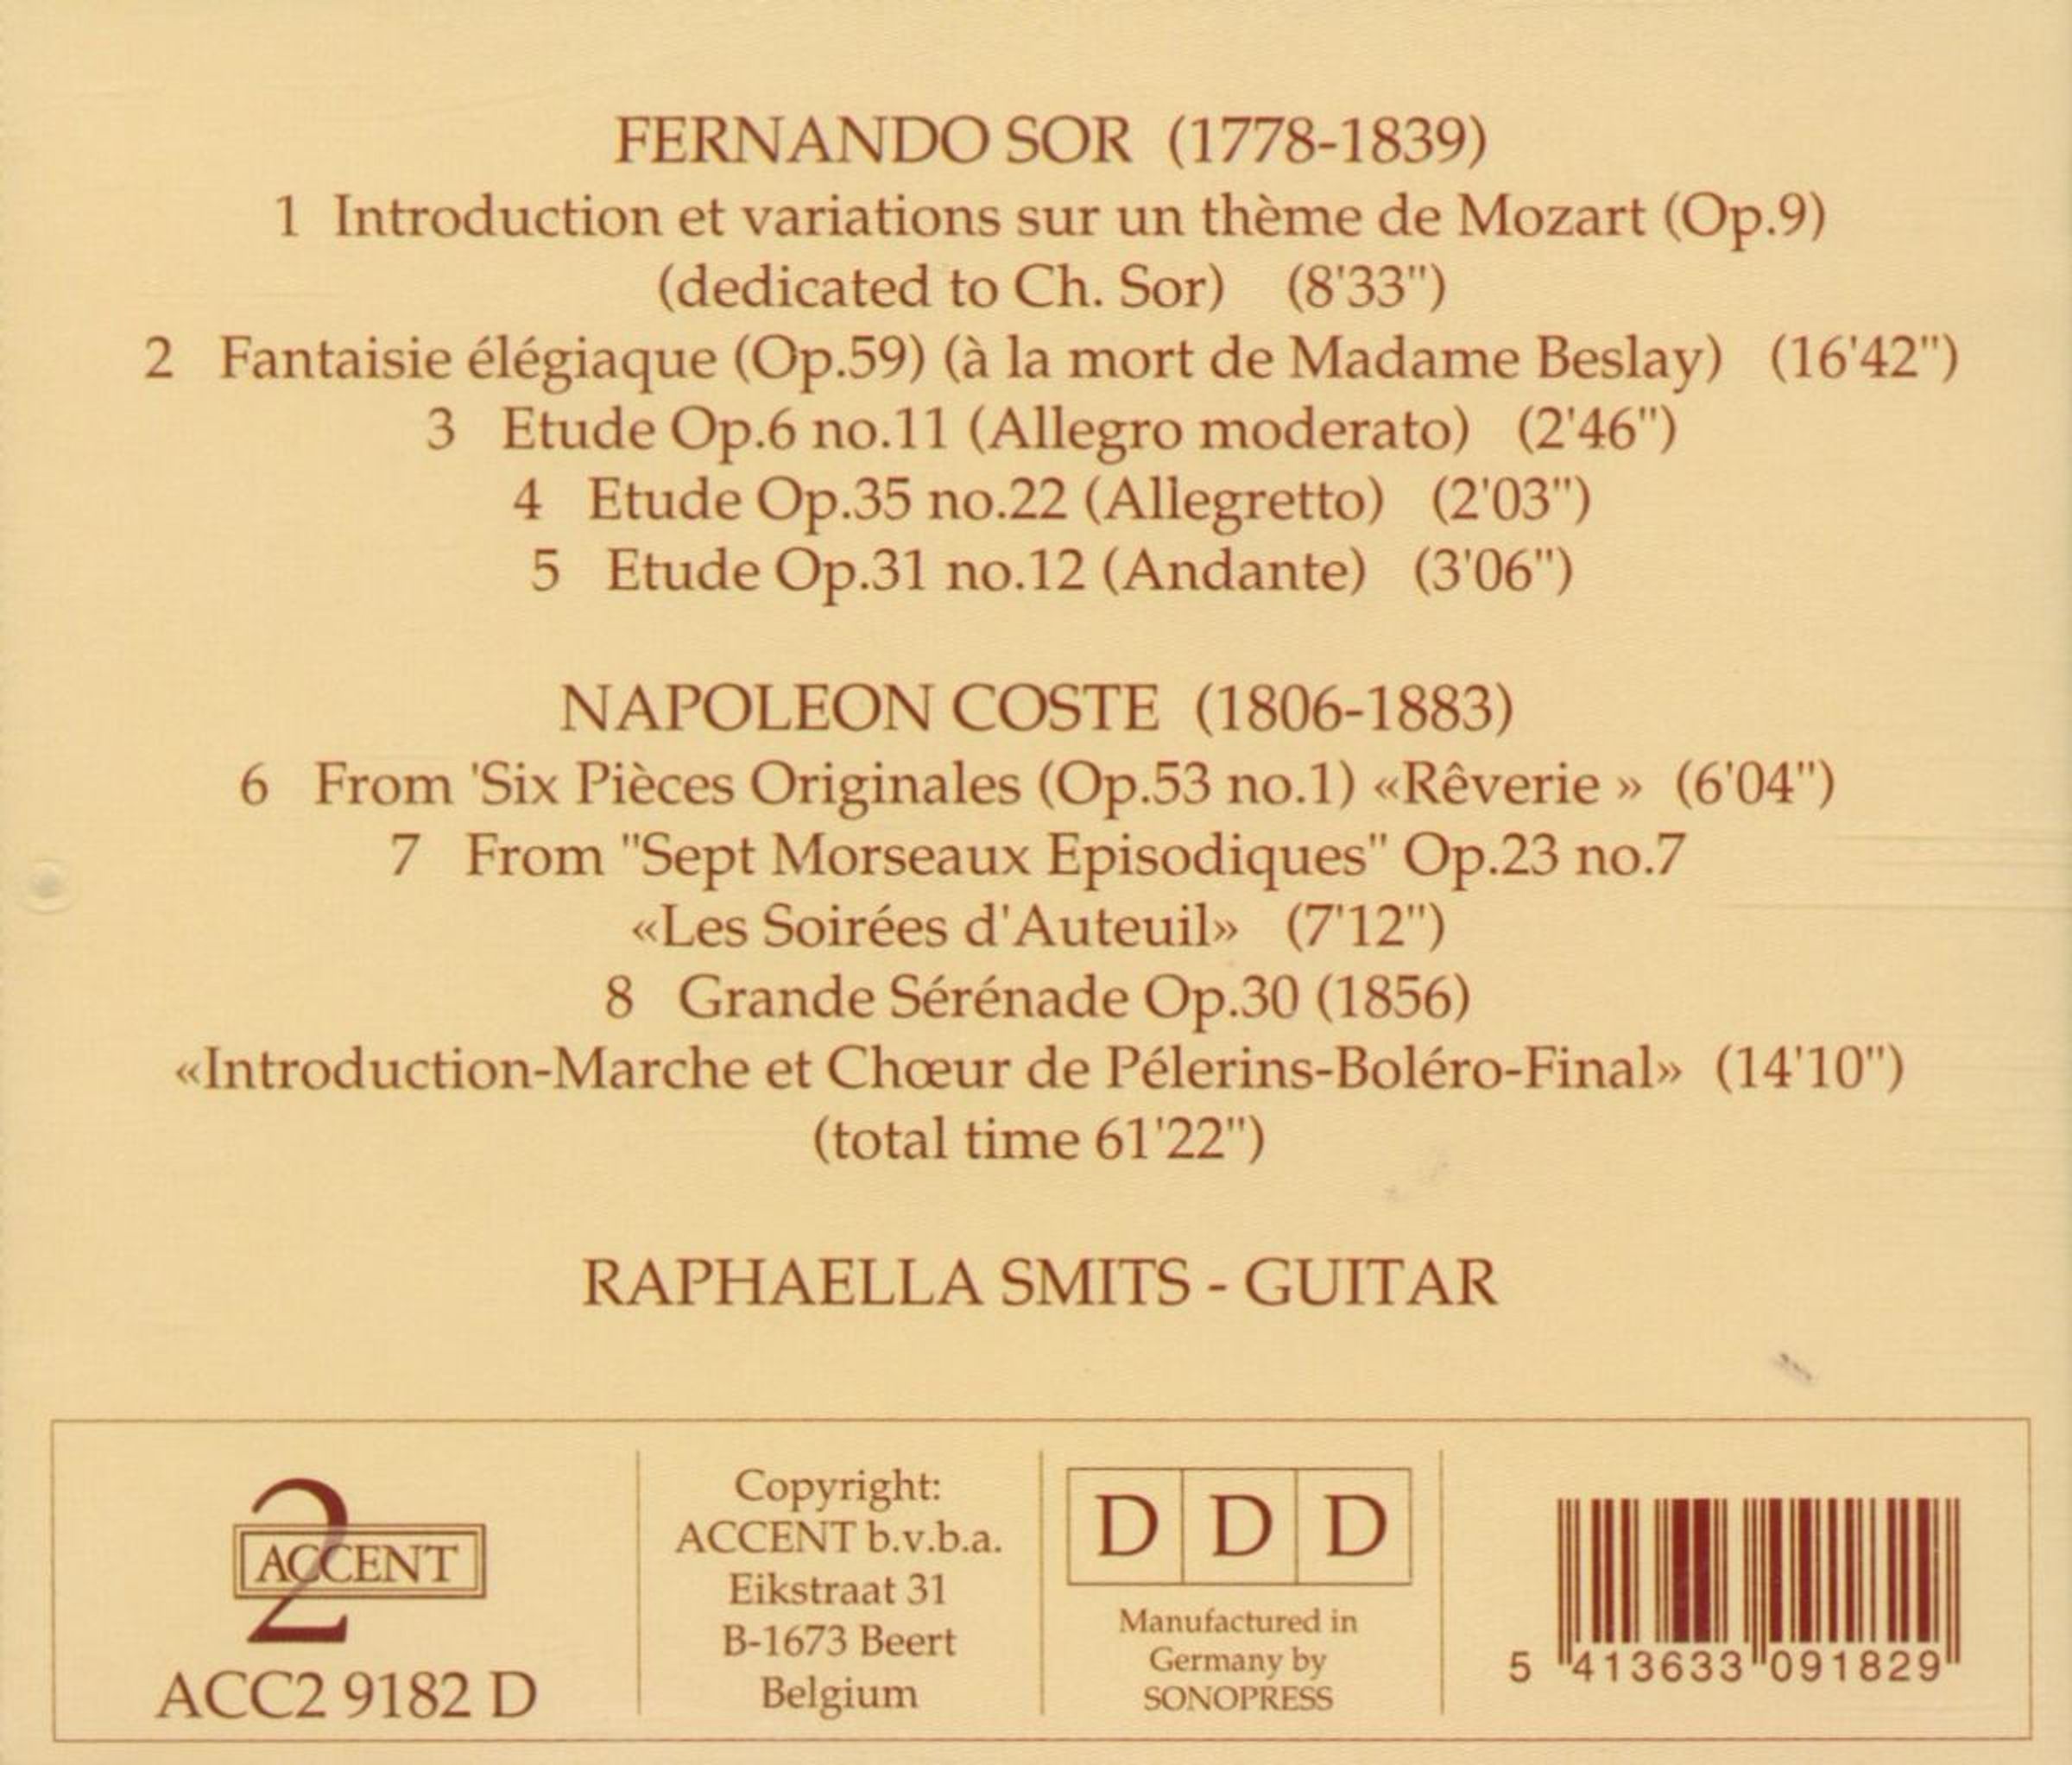 FERNANDO SOR (1778-1839)
1 Introduction et variations sur un thème de Mozart (Op.9)
(dedicated to Ch. Sor) (8'33")
2 Fantaisie élégiaque (Op.59) (à la mort de Madame Beslay) (16'42")
3 Etude Op.6 no.11 (Allegro moderato) (2'46")
4 Etude Op.35 no.22 (Allegretto) (2'03")
5 Etude Op.31 no.12 (Andante) (3'06")
NAPOLEON COSTE (1806-1883)
6 From 'Six Pièces Originales (Op.53 no.1) «Rêverie » (6'04")
7 From "Sept Morseaux Episodiques" Op.23 no.7
«Les Soirées d'Auteuil» (7'12")
8 Grande Sérénade Op.30 (1856)
«Introduction-Marche et Chœur de Pélerins-Boléro-Final» (14'10")
(total time 61'22")
RAPHAELLA SMITS - GUITAR
2
ACCENT
ACC2 9182 D
Copyright:
ACCENT b.v.b.a.
Eikstraat 31
B-1673 Beert
Belgium
D D D
Manufactured in
Germany by
SONOPRESS
5 413633 091829